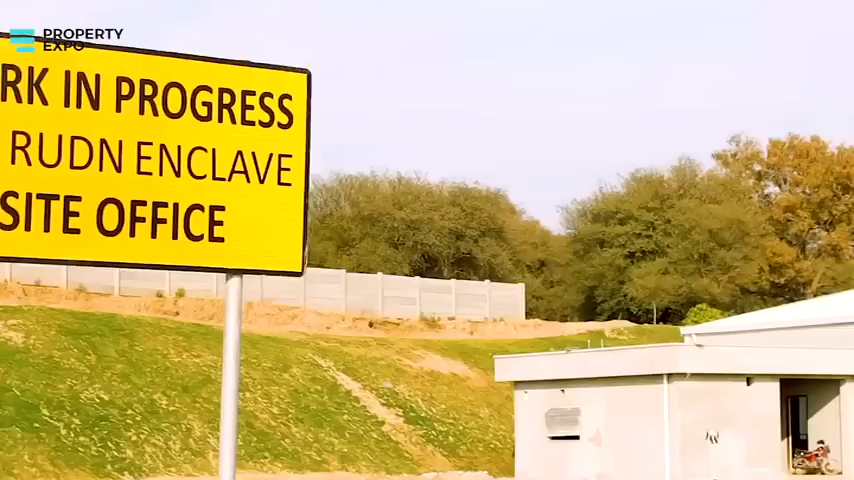 PROPERTY
EXPO
RK IN PROGRESS
RUDN ENCLAVE
SITE OFFICE